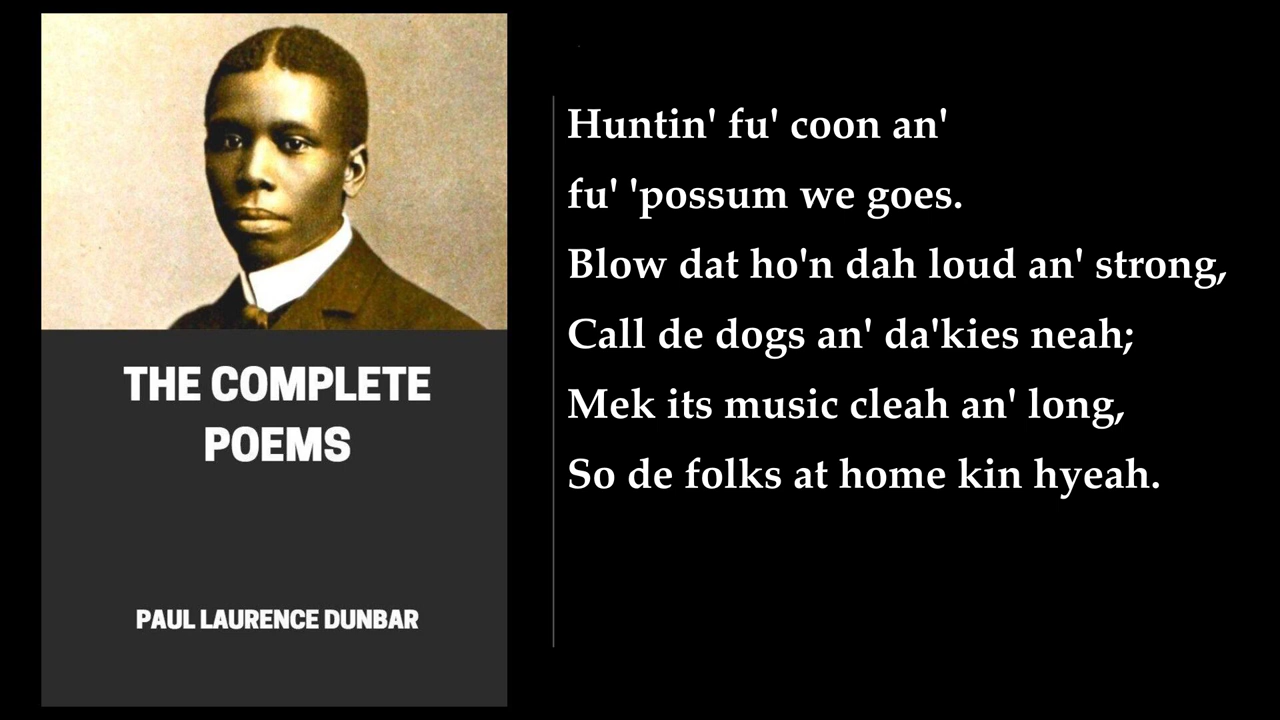 THE COMPLETE
POEMS
PAUL LAURENCE DUNBAR
Huntin' fu' coon an'
fu' 'possum we goes.
Blow dat ho'n dah loud an' strong,
Call de dogs an' da'kies neah;
Mek its music cleah an' long,
So de folks at home kin hyeah.